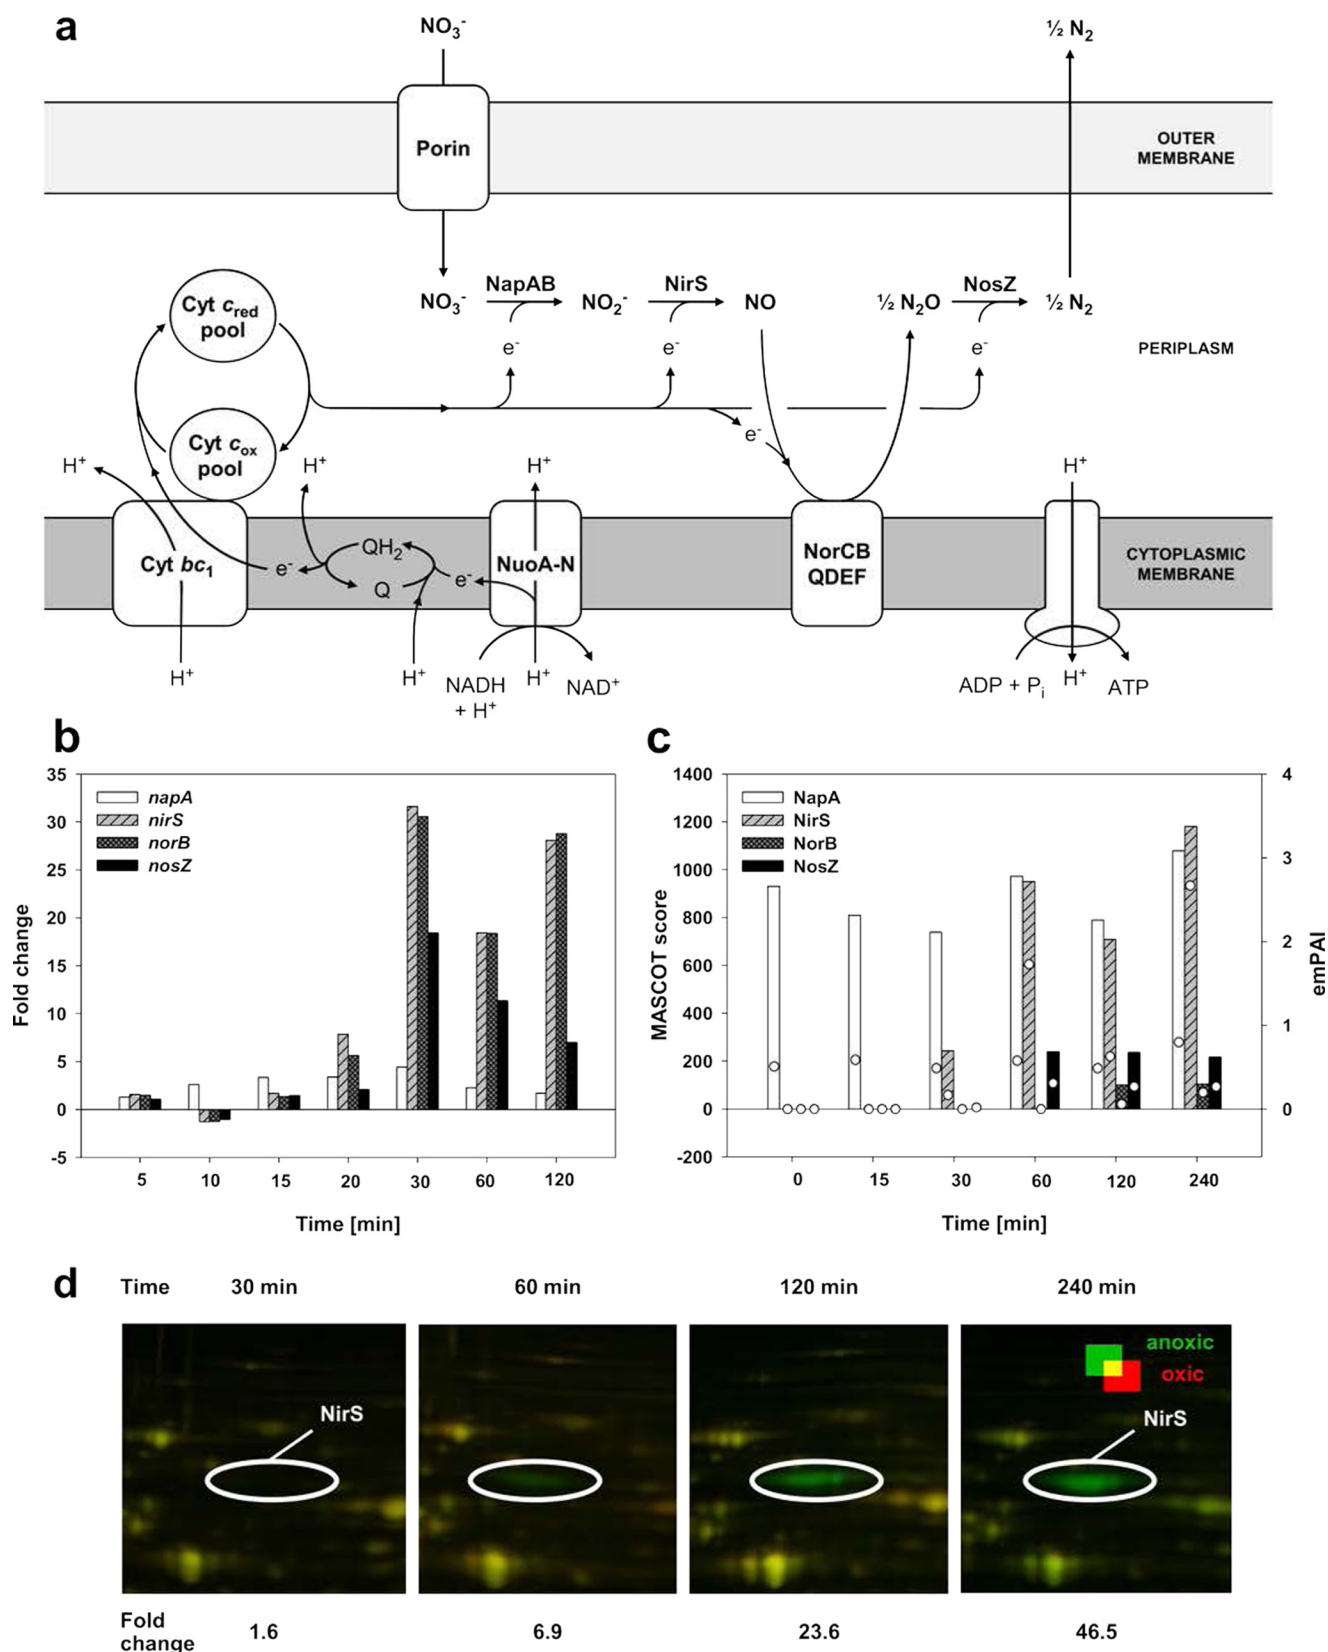 a
NO3- ½ N2
Porin
OUTER
MEMBRANE
Cyt cred
pool
NO3- NapAB NO2- NirS NO ½ N2O NosZ ½ N2
e- e- e- PERIPLASM
Cyt cox
pool
e-
H+ H+ H+ H+
Cyt bc1
e- QH2
Q e-
NuoA-N
NorCB
QDEF
CYTOPLASMIC
MEMBRANE
H+ H+ NADH
+ H+
H+ NAD+ ADP + Pi H+ ATP
b
35
30
25
20
15
10
5
0
-5
Fold change
napA
nirS
norB
nosZ
5 10 15 20 30 60 120
Time [min]
c
1400
1200
1000
800
600
400
200
0
-200
MASCOT score
NapA
NirS
NorB
NosZ
4
3
2
1
0
emPAI
0 15 30 60 120 240
Time [min]
d
Time 30 min 60 min 120 min 240 min
NirS
anoxic
oxic
NirS
Fold
change 1.6 6.9 23.6 46.5